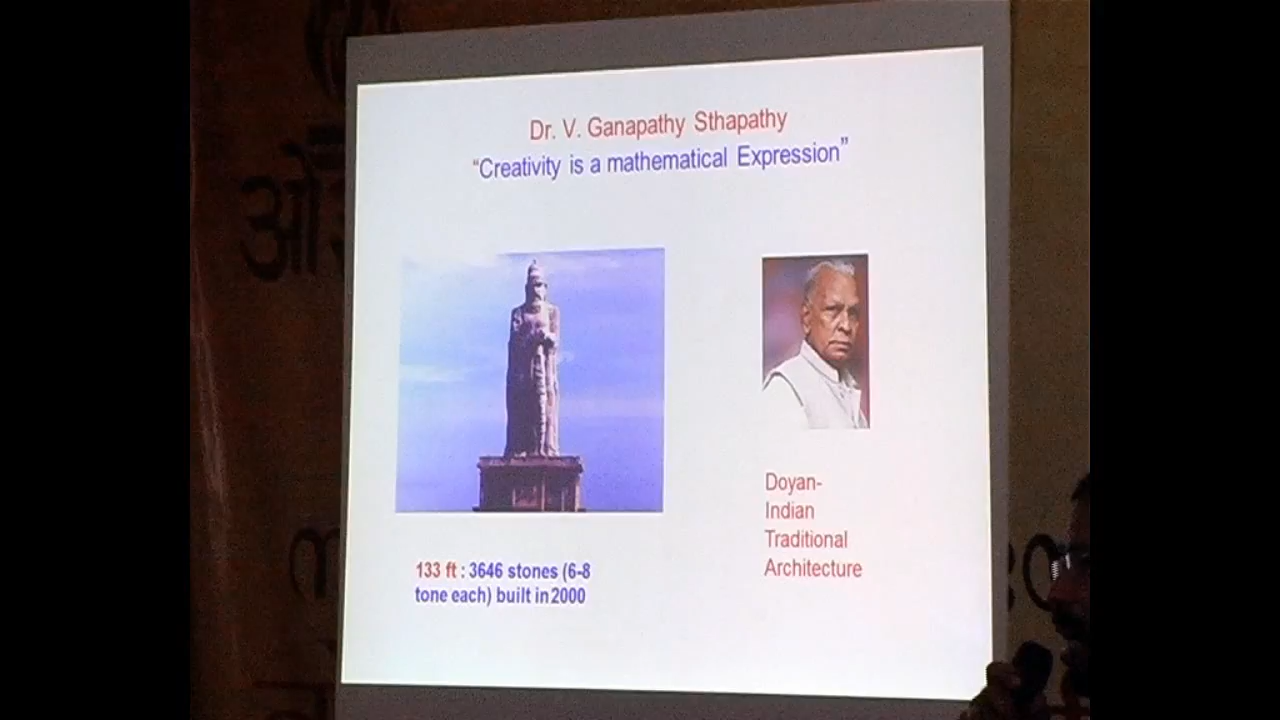 Dr. V. Ganapathy Sthapathy
“Creativity is a mathematical Expression”
133 ft : 3646 stones (6-8
tone each) built in 2000
Doyan-
Indian
Traditional
Architecture